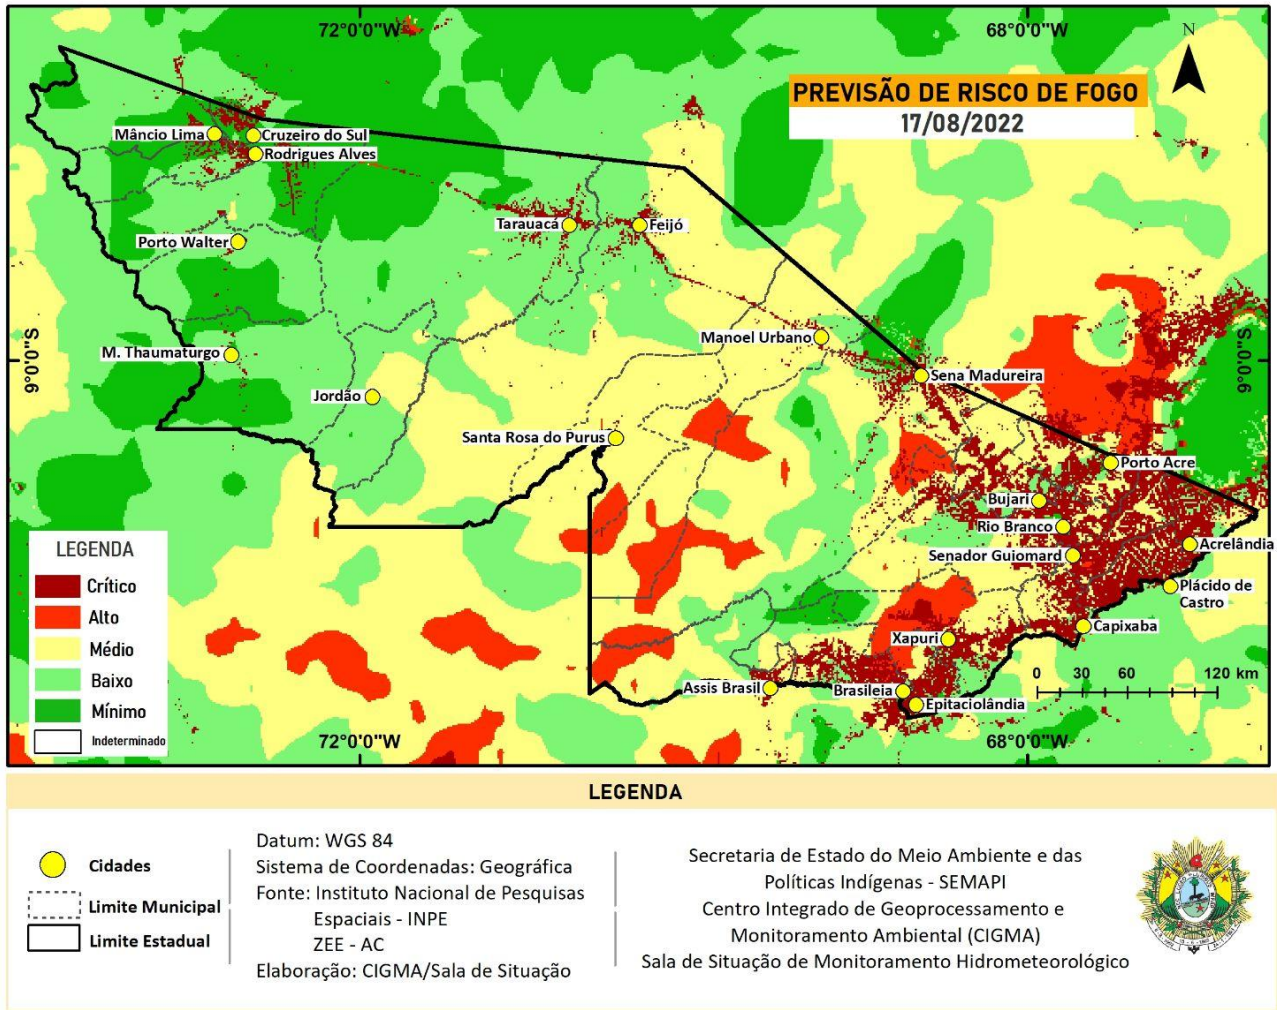 72°0'0"W
68°0'0"W
N
PREVISÃO DE RISCO DE FOGO
17/08/2022
Mâncio Lima
Cruzeiro do Sul
Rodrigues Alves
Tarauacá
Feijó
Porto Walter
Manoel Urbano
9°0'0"S
9°0'0"S
M. Thaumaturgo
Sena Madureira
Jordão
Santa Rosa do Purus
Porto Acre
Bujari
Rio Branco
Acrelândia
Senador Guiomard
Plácido de
Castro
Capixaba
Xapuri
Assis Brasil
Brasileia
Epitaciolândia
0 30 60 120 km
LEGENDA
Crítico
Alto
Médio
Baixo
Mínimo
Indeterminado
72°0'0"W
68°0'0"W
LEGENDA
Cidades
Limite Municipal
Limite Estadual
Datum: WGS 84
Sistema de Coordenadas: Geográfica
Fonte: Instituto Nacional de Pesquisas
Espaciais - INPE
ZEE - AC
Elaboração: CIGMA/Sala de Situação
Secretaria de Estado do Meio Ambiente e das
Políticas Indígenas - SEMAPI
Centro Integrado de Geoprocessamento e
Monitoramento Ambiental (CIGMA)
Sala de Situação de Monitoramento Hidrometeorológico